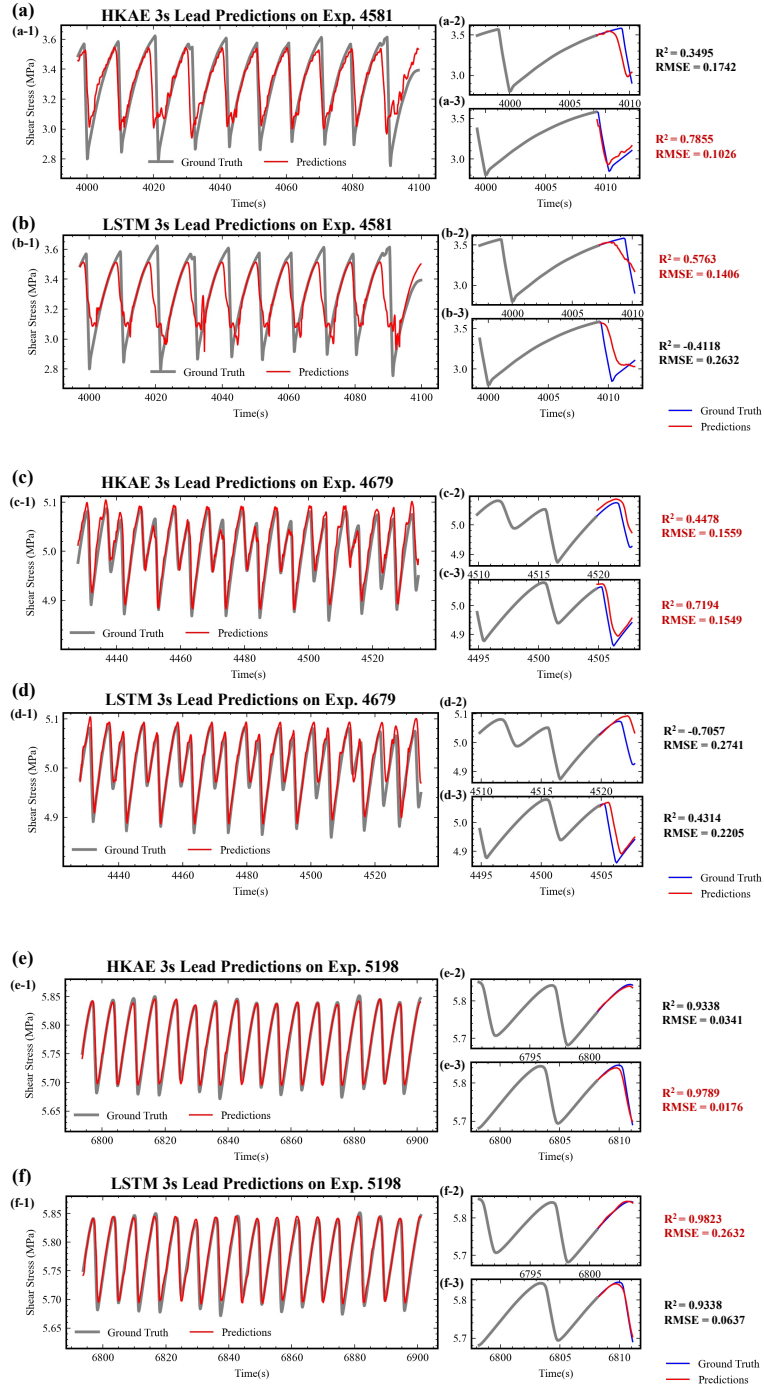 (a)
HKAE 3s Lead Predictions on Exp. 4581
(a-1)
Shear Stress (MPa)
3.6
3.4
3.2
3.0
2.8
Ground Truth
Predictions
4000
4020
4040
4060
4080
4100
Time(s)
(a-2)
3.5
3.0
4000
4005
4010
R² = 0.3495
RMSE = 0.1742
(a-3)
3.5
3.0
4000
4005
4010
Time(s)
R² = 0.7855
RMSE = 0.1026
(b)
LSTM 3s Lead Predictions on Exp. 4581
(b-1)
Shear Stress (MPa)
3.6
3.4
3.2
3.0
2.8
Ground Truth
Predictions
4000
4020
4040
4060
4080
4100
Time(s)
(b-2)
3.5
3.0
4000
4005
4010
R² = 0.5763
RMSE = 0.1406
(b-3)
3.5
3.0
4000
4005
4010
Time(s)
R² = -0.4118
RMSE = 0.2632
Ground Truth
Predictions
(c)
HKAE 3s Lead Predictions on Exp. 4679
(c-1)
Shear Stress (MPa)
5.1
5.0
4.9
Ground Truth
Predictions
4440
4460
4480
4500
4520
Time(s)
(c-2)
5.1
5.0
4.9
4510
4515
4520
R² = 0.4478
RMSE = 0.1559
(c-3)
5.0
4.9
4495
4500
4505
Time(s)
R² = 0.7194
RMSE = 0.1549
(d)
LSTM 3s Lead Predictions on Exp. 4679
(d-1)
Shear Stress (MPa)
5.1
5.0
4.9
Ground Truth
Predictions
4440
4460
4480
4500
4520
Time(s)
(d-2)
5.1
5.0
4.9
4510
4515
4520
R² = -0.7057
RMSE = 0.2741
(d-3)
5.0
4.9
4495
4500
4505
Time(s)
R² = 0.4314
RMSE = 0.2205
Ground Truth
Predictions
(e)
HKAE 3s Lead Predictions on Exp. 5198
(e-1)
Shear Stress (MPa)
5.85
5.80
5.75
5.70
5.65
Ground Truth
Predictions
6800
6820
6840
6860
6880
6900
Time(s)
(e-2)
5.8
5.7
6795
6800
R² = 0.9338
RMSE = 0.0341
(e-3)
5.8
5.7
6800
6805
6810
Time(s)
R² = 0.9789
RMSE = 0.0176
(f)
LSTM 3s Lead Predictions on Exp. 5198
(f-1)
Shear Stress (MPa)
5.85
5.80
5.75
5.70
5.65
Ground Truth
Predictions
6800
6820
6840
6860
6880
6900
Time(s)
(f-2)
5.8
5.7
6795
6800
R² = 0.9823
RMSE = 0.2632
(f-3)
5.8
5.7
6800
6805
6810
Time(s)
R² = 0.9338
RMSE = 0.0637
Ground Truth
Predictions